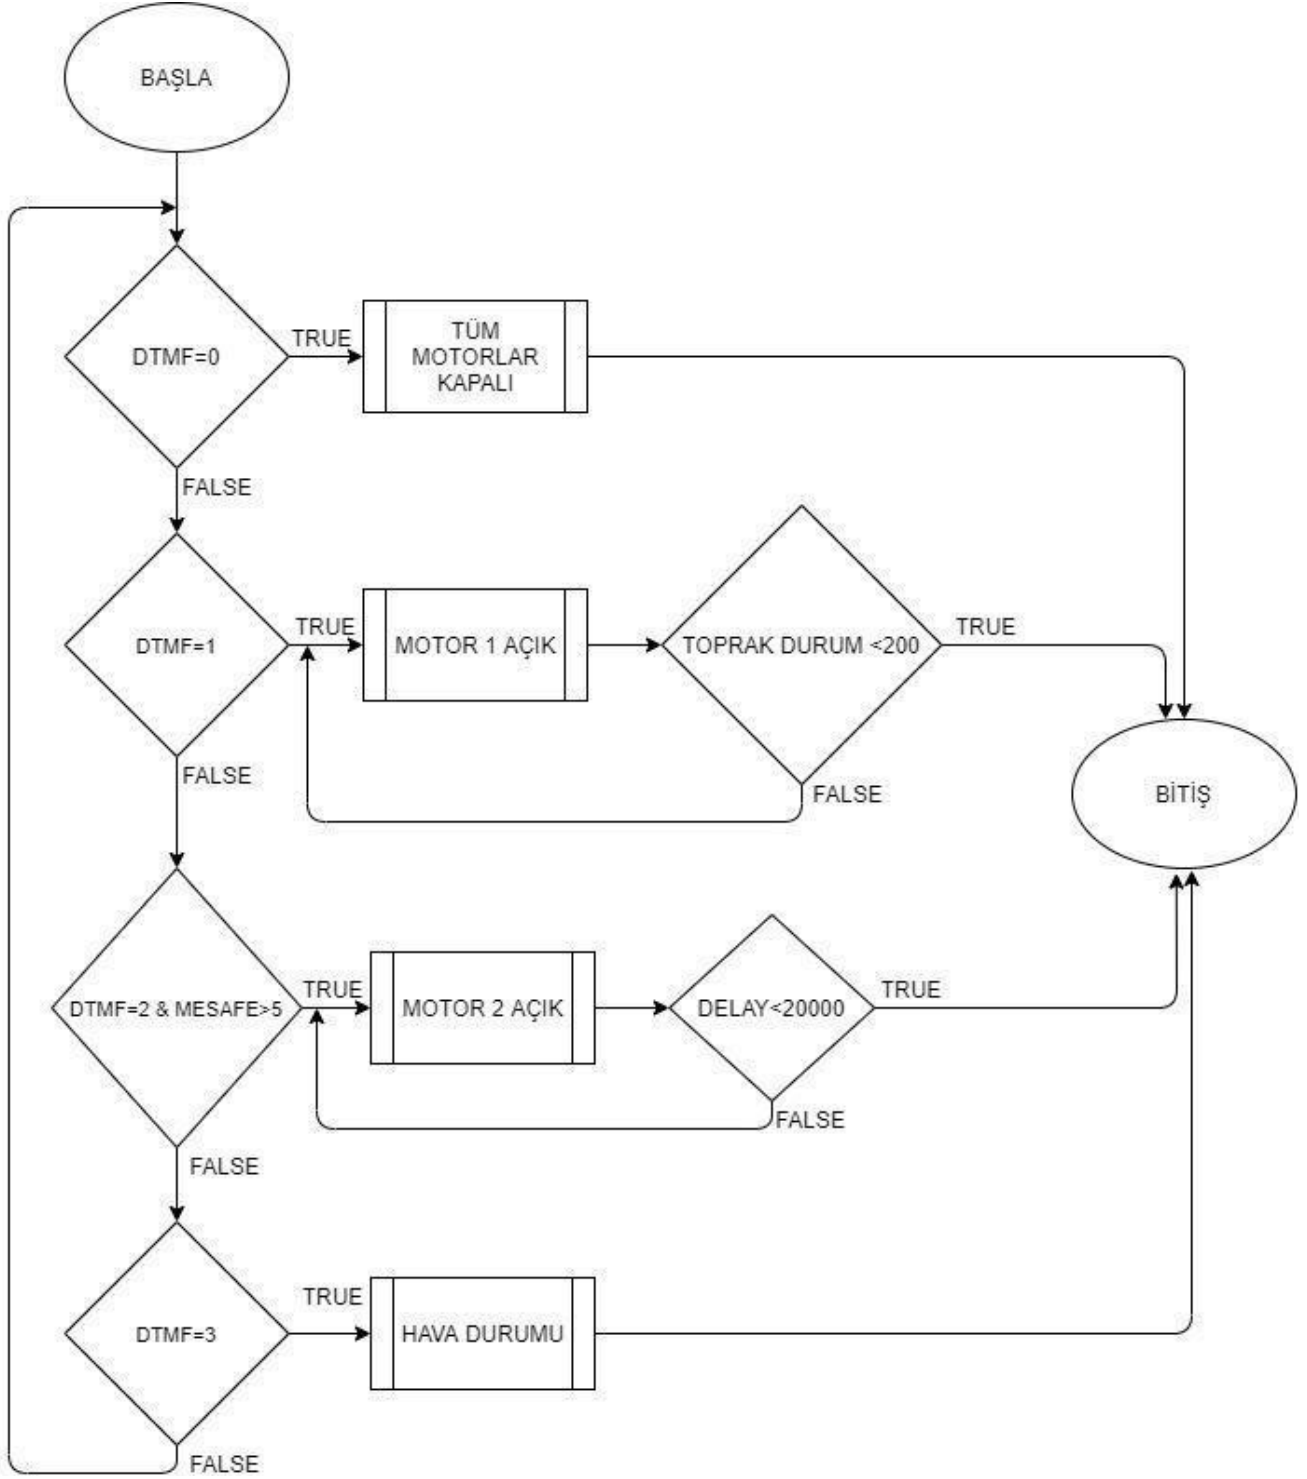 BAŞLA
DTMF=0
TRUE
TÜM
MOTORLAR
KAPALI
FALSE
DTMF=1
TRUE
MOTOR 1 AÇIK
TOPRAK DURUM <200
TRUE
FALSE
FALSE
BİTİŞ
DTMF=2 & MESAFE>5
TRUE
MOTOR 2 AÇIK
DELAY<20000
TRUE
FALSE
FALSE
DTMF=3
TRUE
HAVA DURUMU
FALSE